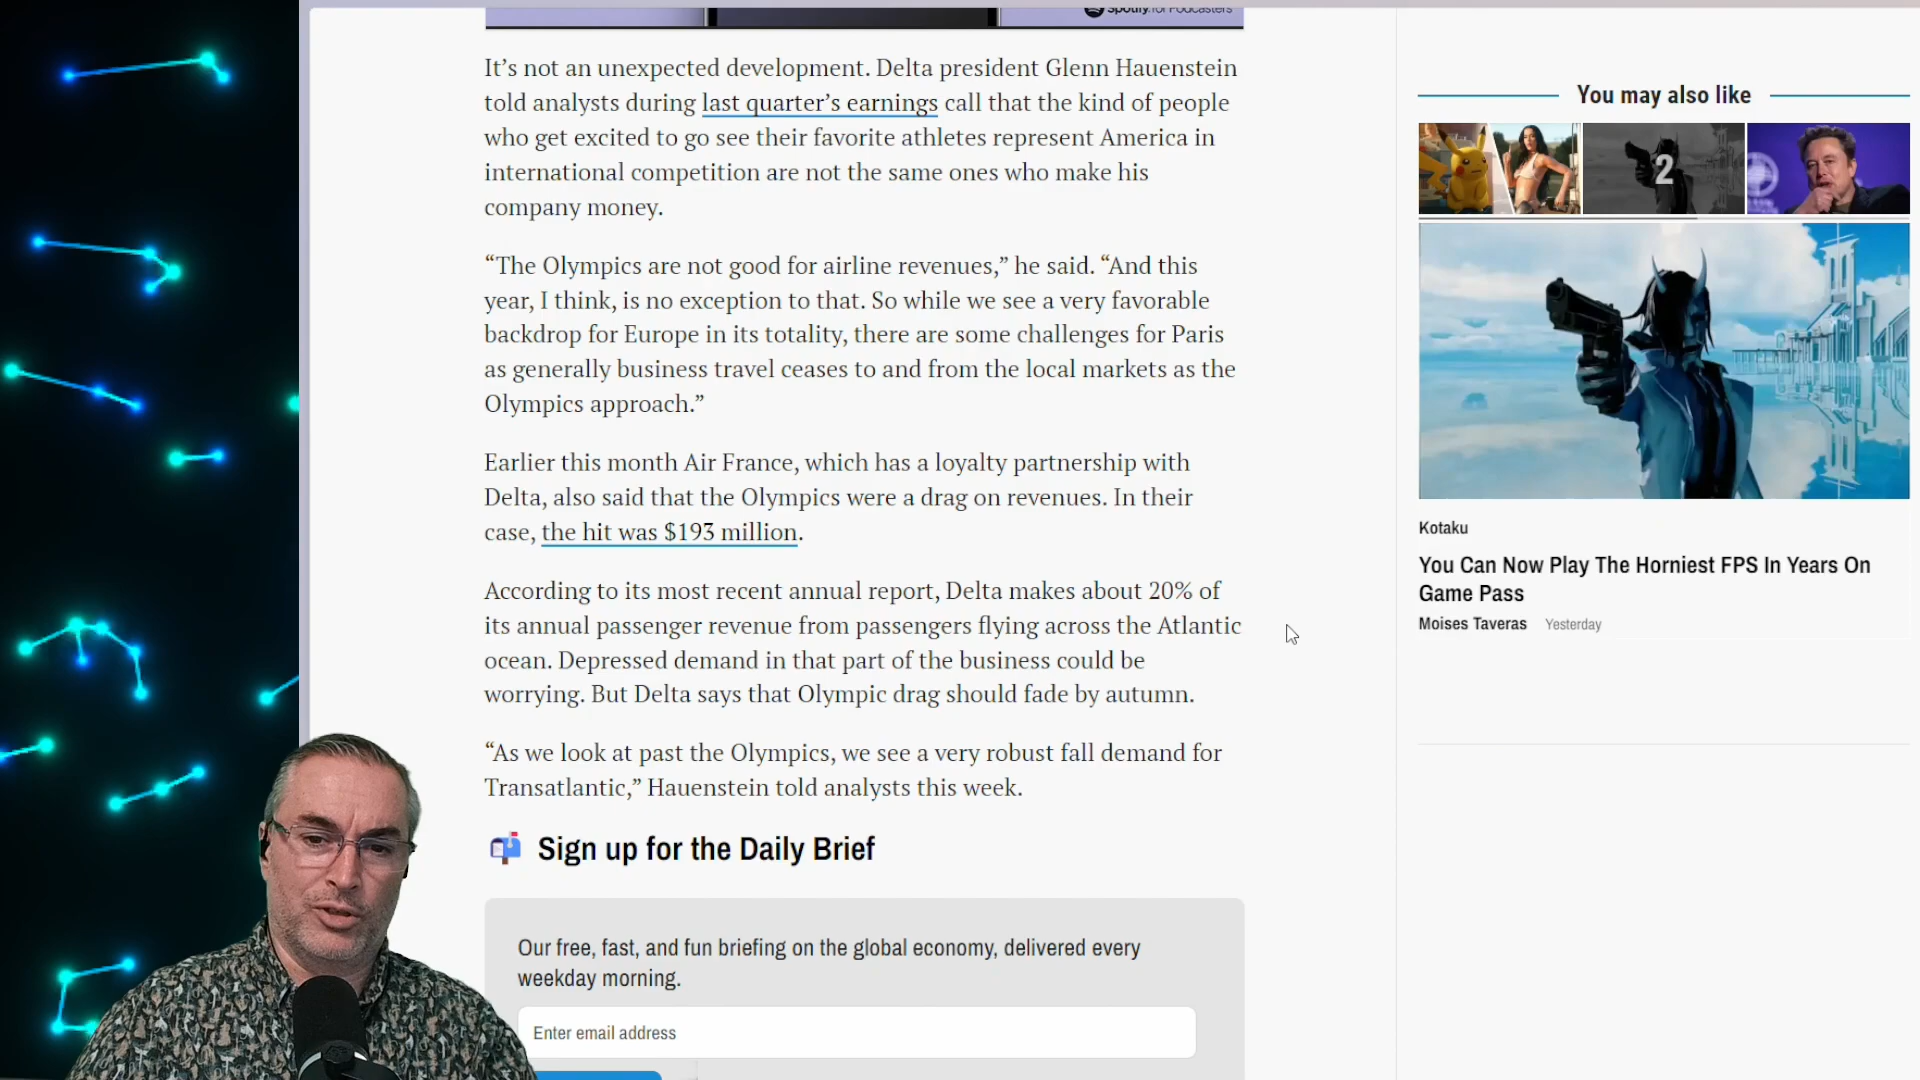 Spotify for Podcasters
It’s not an unexpected development. Delta president Glenn Hauenstein
told analysts during last quarter’s earnings call that the kind of people
who get excited to go see their favorite athletes represent America in
international competition are not the same ones who make his
company money.
“The Olympics are not good for airline revenues,” he said. “And this
year, I think, is no exception to that. So while we see a very favorable
backdrop for Europe in its totality, there are some challenges for Paris
as generally business travel ceases to and from the local markets as the
Olympics approach.”
Earlier this month Air France, which has a loyalty partnership with
Delta, also said that the Olympics were a drag on revenues. In their
case, the hit was $193 million.
According to its most recent annual report, Delta makes about 20% of
its annual passenger revenue from passengers flying across the Atlantic
ocean. Depressed demand in that part of the business could be
worrying. But Delta says that Olympic drag should fade by autumn.
“As we look at past the Olympics, we see a very robust fall demand for
Transatlantic,” Hauenstein told analysts this week.
Sign up for the Daily Brief
Our free, fast, and fun briefing on the global economy, delivered every
weekday morning.
Enter email address
You may also like
2
Kotaku
You Can Now Play The Horniest FPS In Years On
Game Pass
Moises Taveras Yesterday